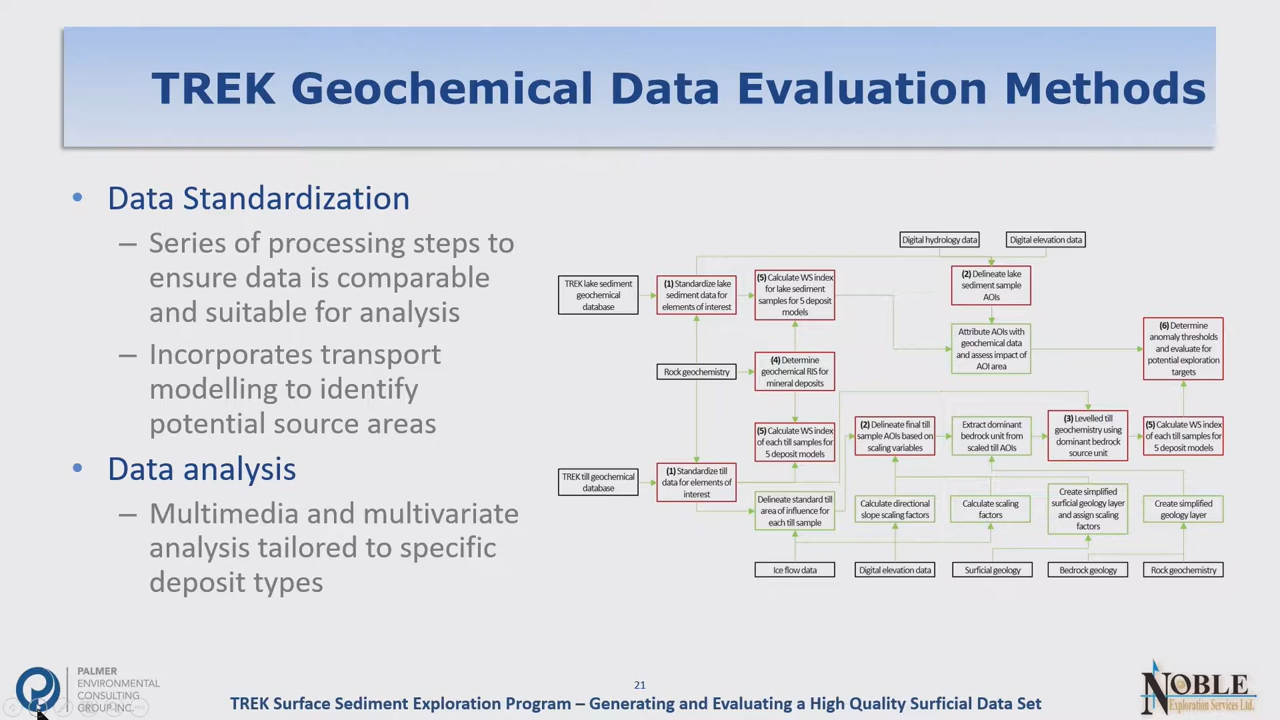 TREK Geochemical Data Evaluation Methods
• Data Standardization
– Series of processing steps to
ensure data is comparable
and suitable for analysis
– Incorporates transport
modelling to identify
potential source areas
• Data analysis
– Multimedia and multivariate
analysis tailored to specific
deposit types
Digital hydrology data
Digital elevation data
TREK lake sediment
geochemical
database
(1) Standardize lake
sediment data for
elements of interest
(5) Calculate WS index
for lake sediment
samples for 5 deposit
models
(2) Delineate lake
sediment sample
AOIs
Attribute AOIs with
geochemical data
and assess impact of
AOI area
(6) Determine
anomaly thresholds
and evaluate for
potential exploration
targets
Rock geochemistry
(4) Determine
geochemical RIS for
mineral deposits
(5) Calculate WS index
of each till samples for
5 deposit models
(2) Delineate final till
sample AOIs based on
scaling variables
Extract dominant
bedrock unit from
scaled till AOIs
(3) Levelled till
geochemistry using
dominant bedrock
source unit
(5) Calculate WS index
of each till samples for
5 deposit models
TREK till geochemical
database
(1) Standardize till
data for elements of
interest
Delineate standard till
area of influence for
each till sample
Calculate directional
slope scaling factors
Calculate scaling
factors
Create simplified
surficial geology layer
and assign scaling
factors
Create simplified
geology layer
Ice flow data
Digital elevation data
Surficial geology
Bedrock geology
Rock geochemistry
PALMER
ENVIRONMENTAL
CONSULTING
GROUP INC.
21
TREK Surface Sediment Exploration Program – Generating and Evaluating a High Quality Surficial Data Set
NOBLE
Exploration Services Ltd.